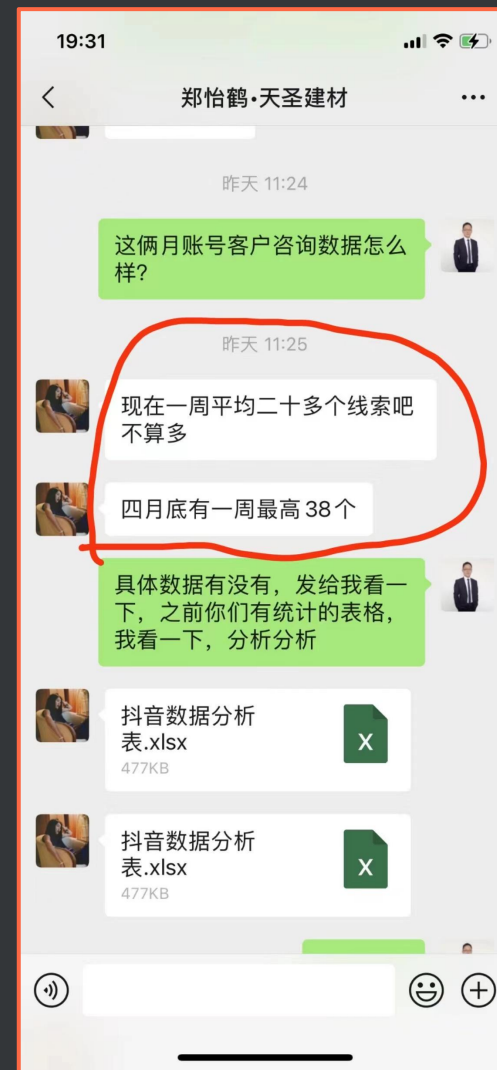 19:31
郑怡鹤·天圣建材
昨天 11:24
这俩月账号客户咨询数据怎么
样?
昨天 11:25
现在一周平均二十多个线索吧
不算多
四月底有一周最高38个
具体数据有没有，发给我看一
下，之前你们有统计的表格，
我看一下，分析分析
抖音数据分析
表.xlsx
477KB
X
抖音数据分析
表.xlsx
477KB
X